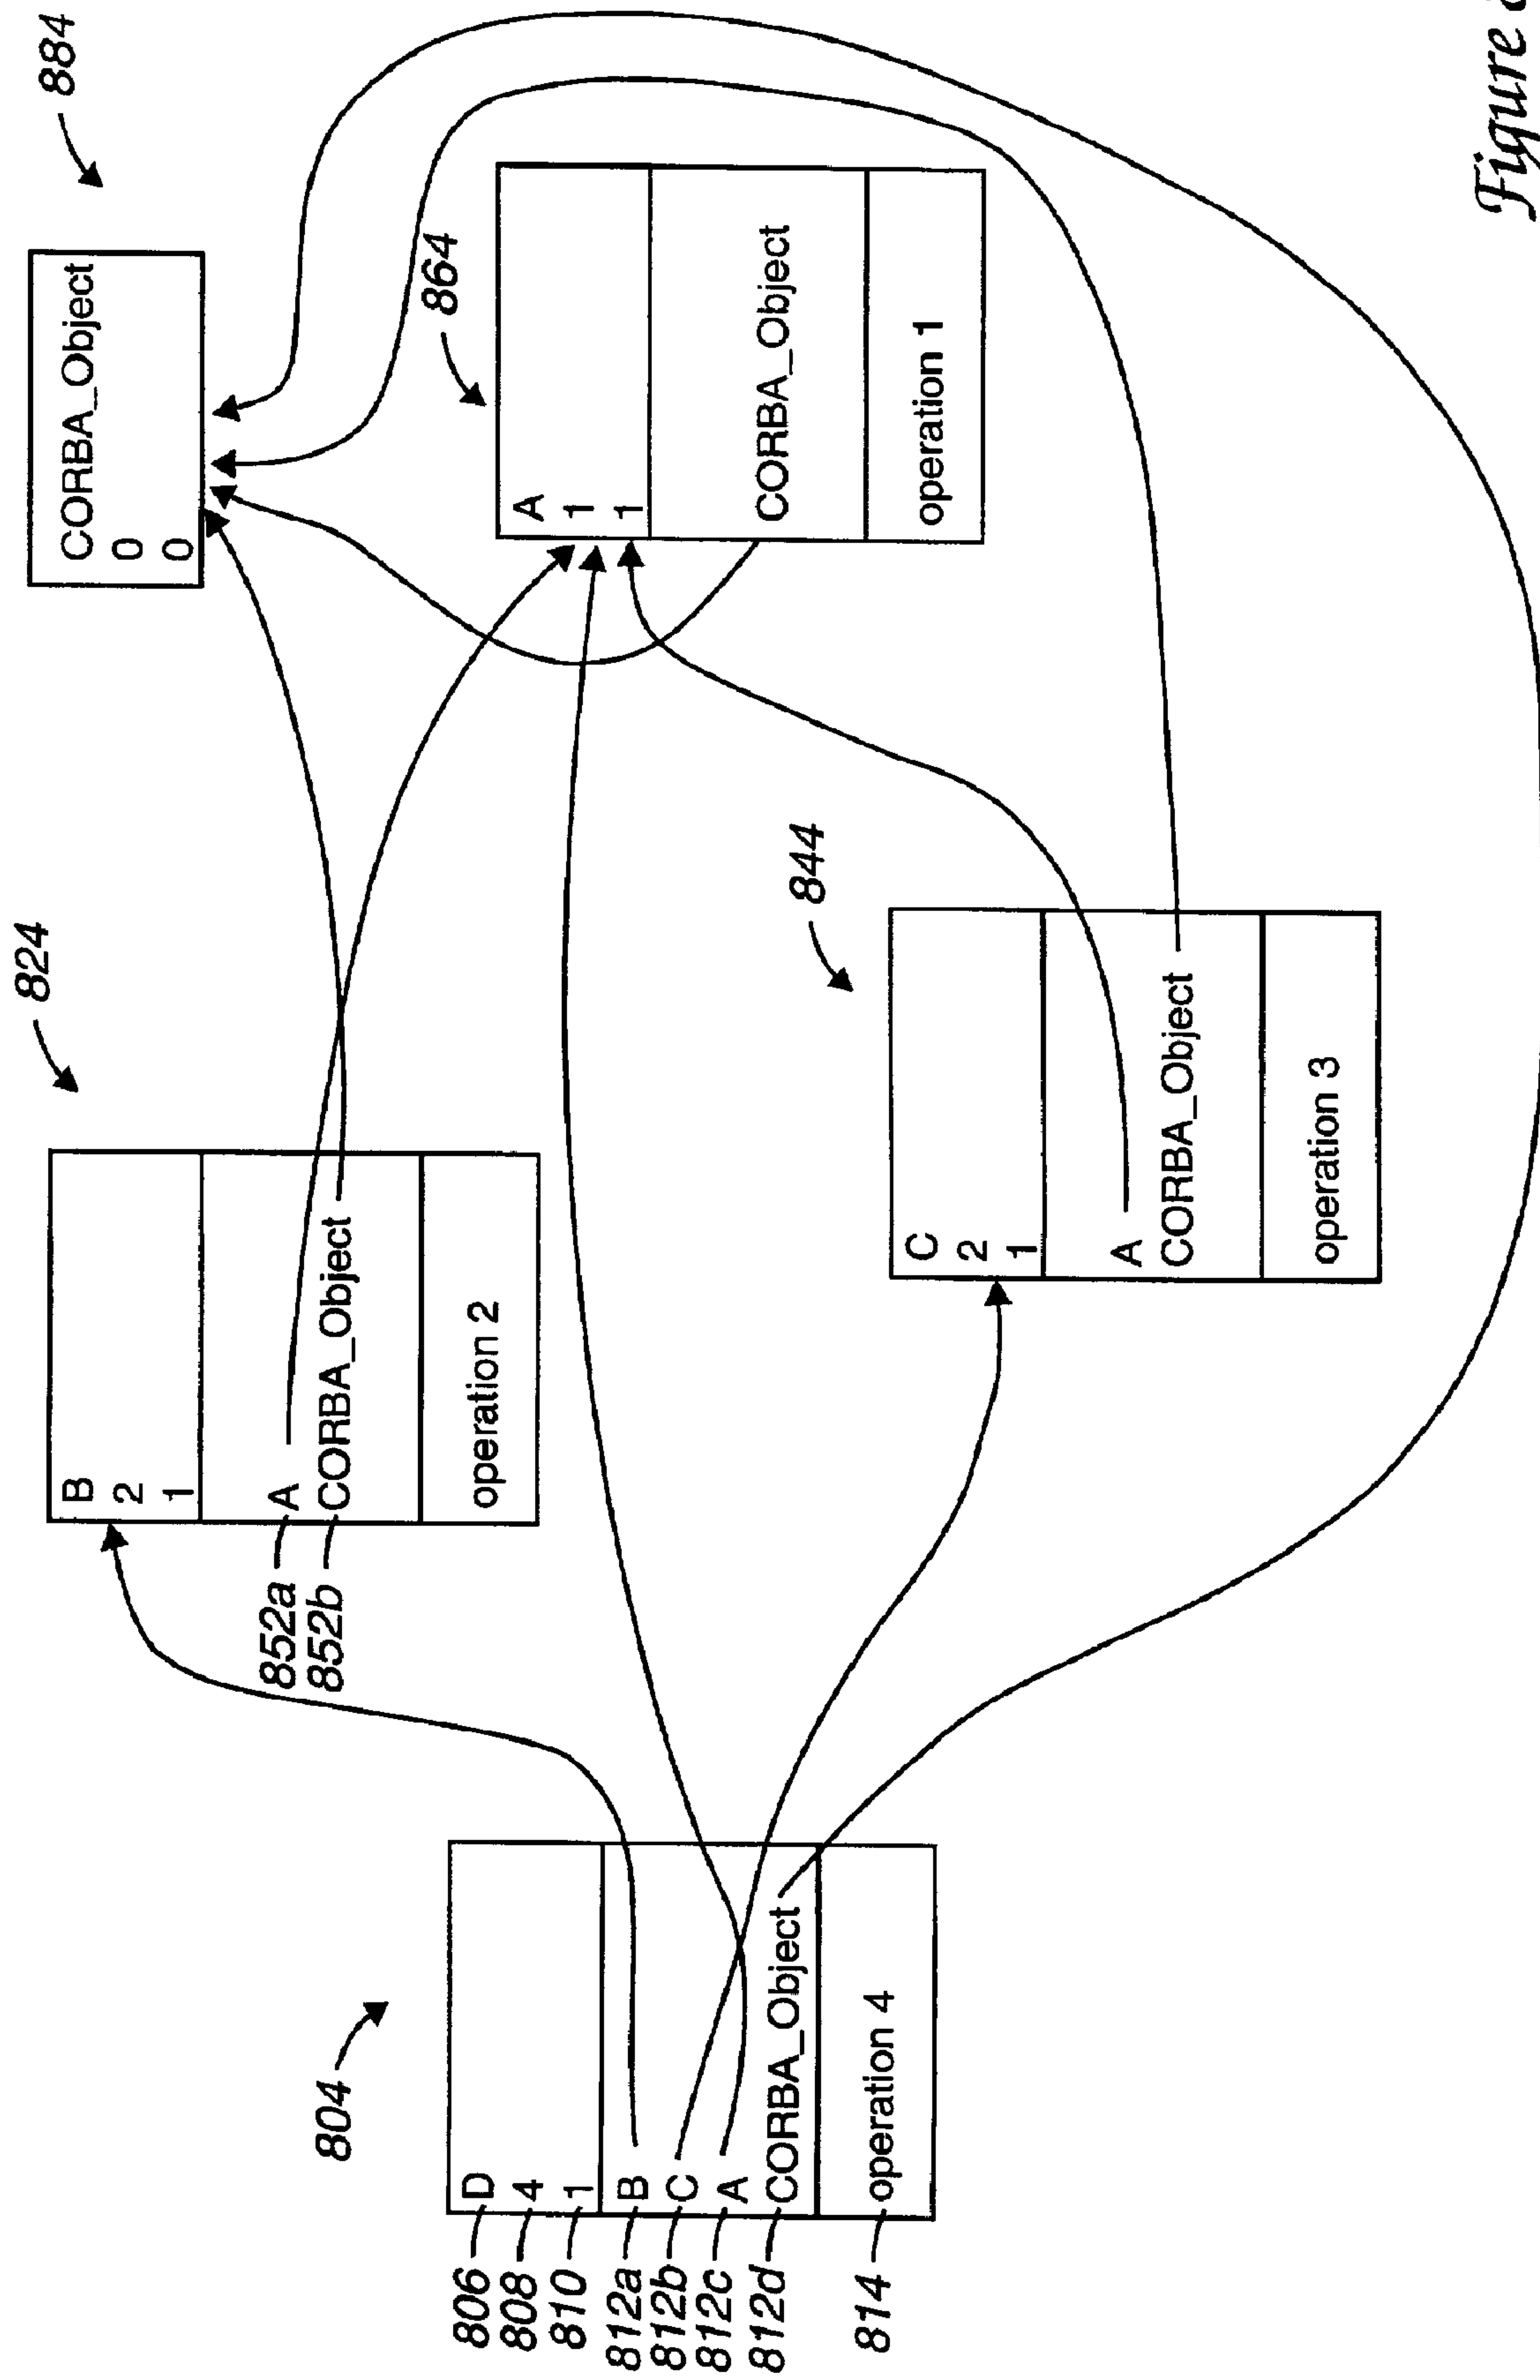 804
806
D
808
4
810
1
812a
B
812b
C
812c
A
812d
CORBA_Object
814
operation 4
824
B
2
1
852a
A
852b
CORBA_Object
operation 2
844
C
2
1
A
CORBA_Object
operation 3
884
CORBA_Object
0
0
864
A
1
1
CORBA_Object
operation 1
Figure